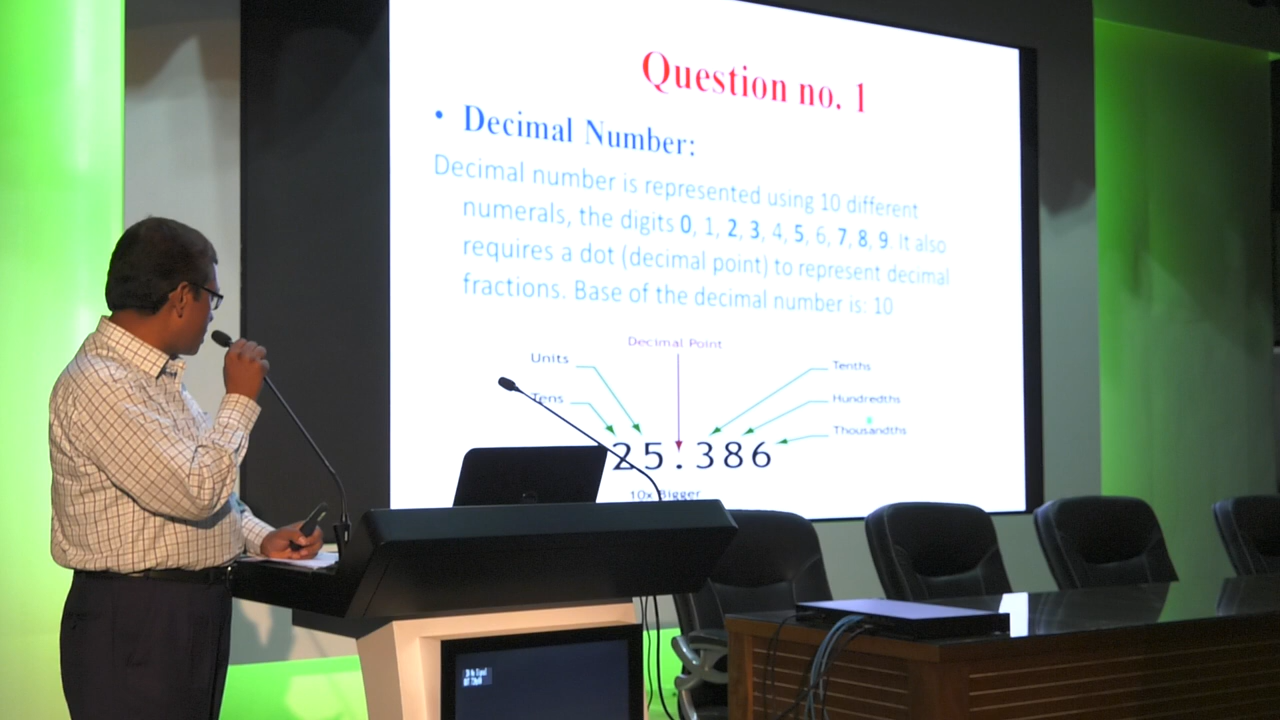 Question no. 1
• Decimal Number:
Decimal number is represented using 10 different
numerals, the digits 0, 1, 2, 3, 4, 5, 6, 7, 8, 9. It also
requires a dot (decimal point) to represent decimal
fractions. Base of the decimal number is: 10
Decimal Point
Units
Tenths
Tens
Hundredths
Thousandths
25.386
10x Bigger